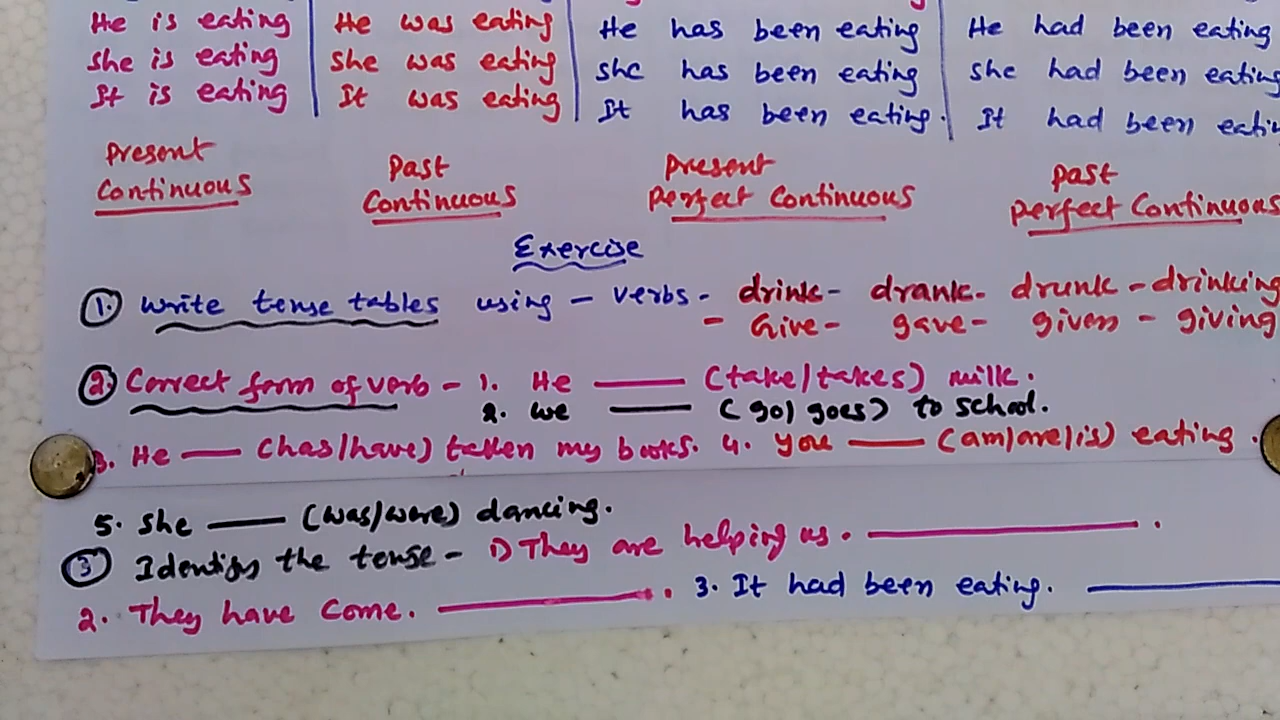 He is eating He was eating He has been eating He had been eating
She is eating She was eating She has been eating She had been eating
It is eating It was eating It has been eating. It had been eati
Present Continuous Past Continuous Present Perfect Continuous Past Perfect Continuous
Exercise
1. Write tense tables using - verbs - drink - drank - drunk - drinking
- Give - gave - given - giving
2. Correct form of verb - 1. He ____ (take/takes) milk.
2. We ____ (go/goes) to school.
3. He ____ (has/have) taken my books. 4. You ____ (am/are/is) eating.
5. She ____ (was/were) dancing.
3 Identify the tense - 1) They are helping us. ____.
2. They have come. ____. 3. It had been eating. ____